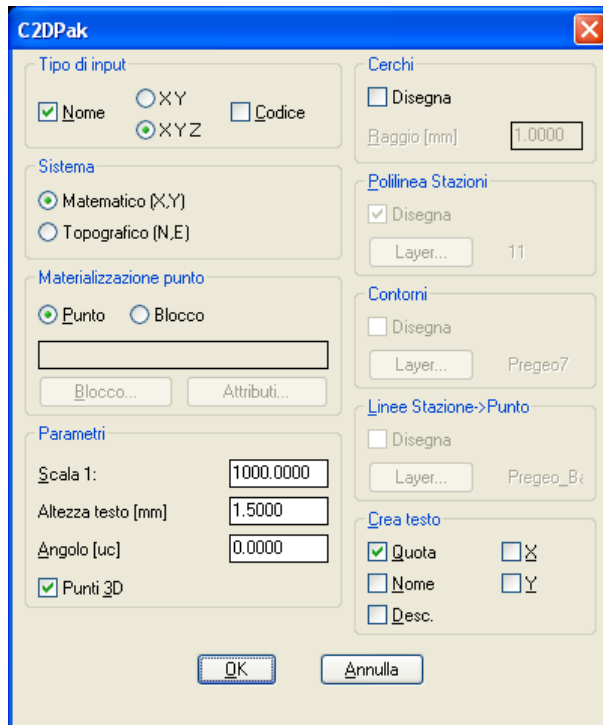 C2DPak
Tipo di input
Nome
X Y
X Y Z
Codice
Sistema
Matematico (X,Y)
Topografico (N,E)
Materializzazione punto
Punto
Blocco
Blocco...
Attributi...
Parametri
Scala 1:
1000.0000
Altezza testo [mm]
1.5000
Angolo [uc]
0.0000
Punti 3D
Cerchi
Disegna
Raggio [mm]
1.0000
Polilinea Stazioni
Disegna
Layer...
11
Contorni
Disegna
Layer...
Pregeo7
Linee Stazione->Punto
Disegna
Layer...
Pregeo_Ba
Crea testo
Quota
X
Nome
Y
Desc.
OK
Annulla